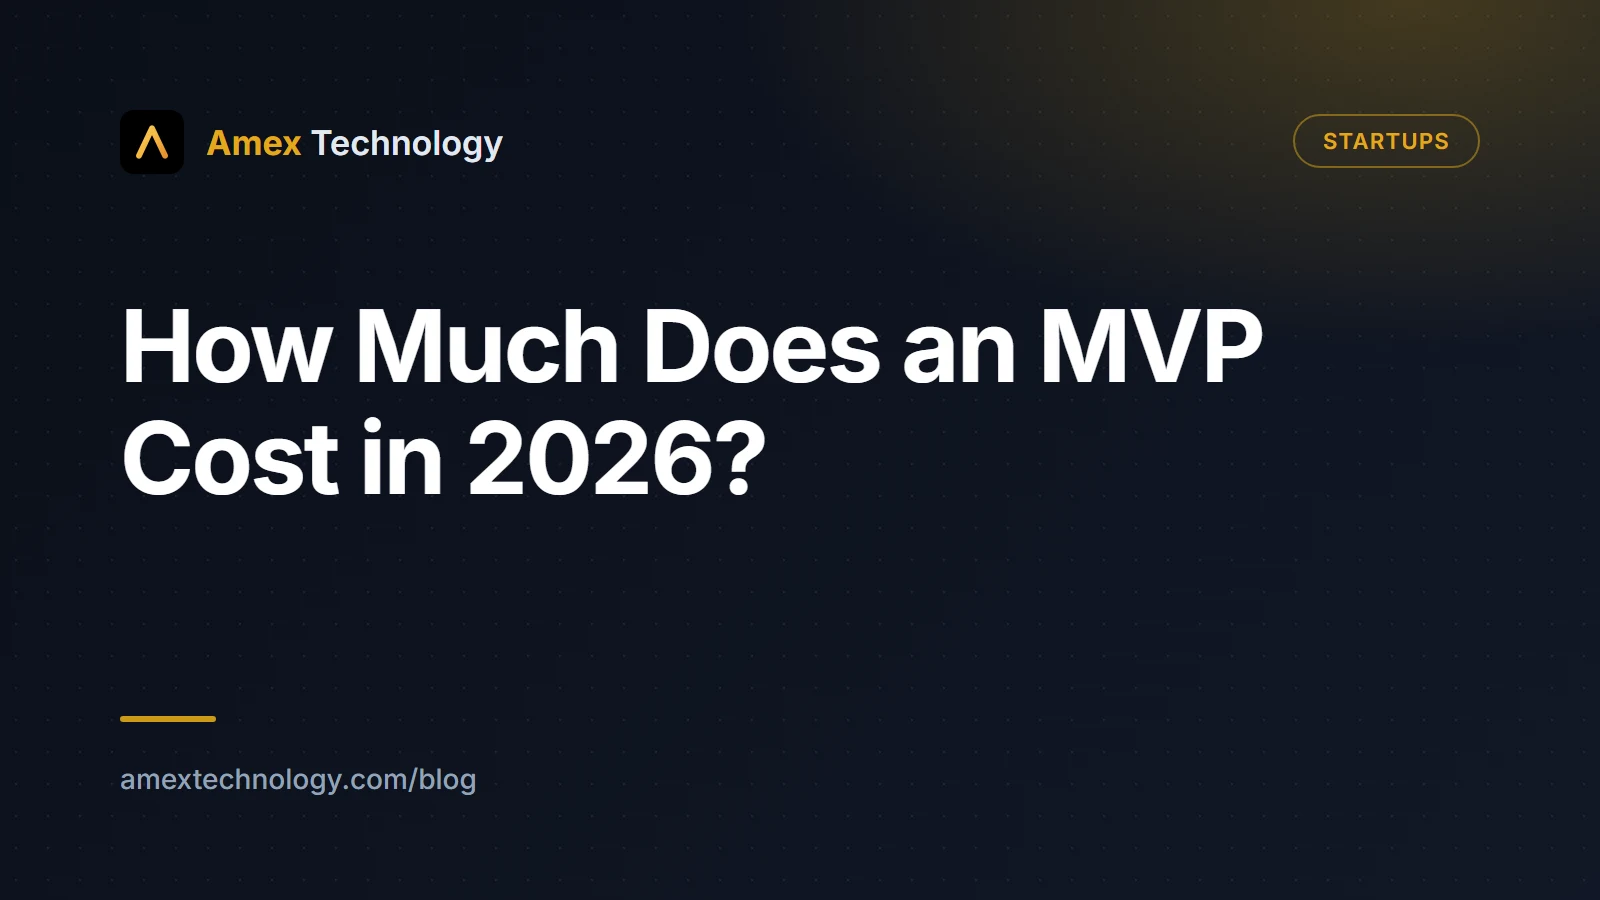 Amex Technology
STARTUPS
How Much Does an MVP
Cost in 2026?
amextechnology.com/blog